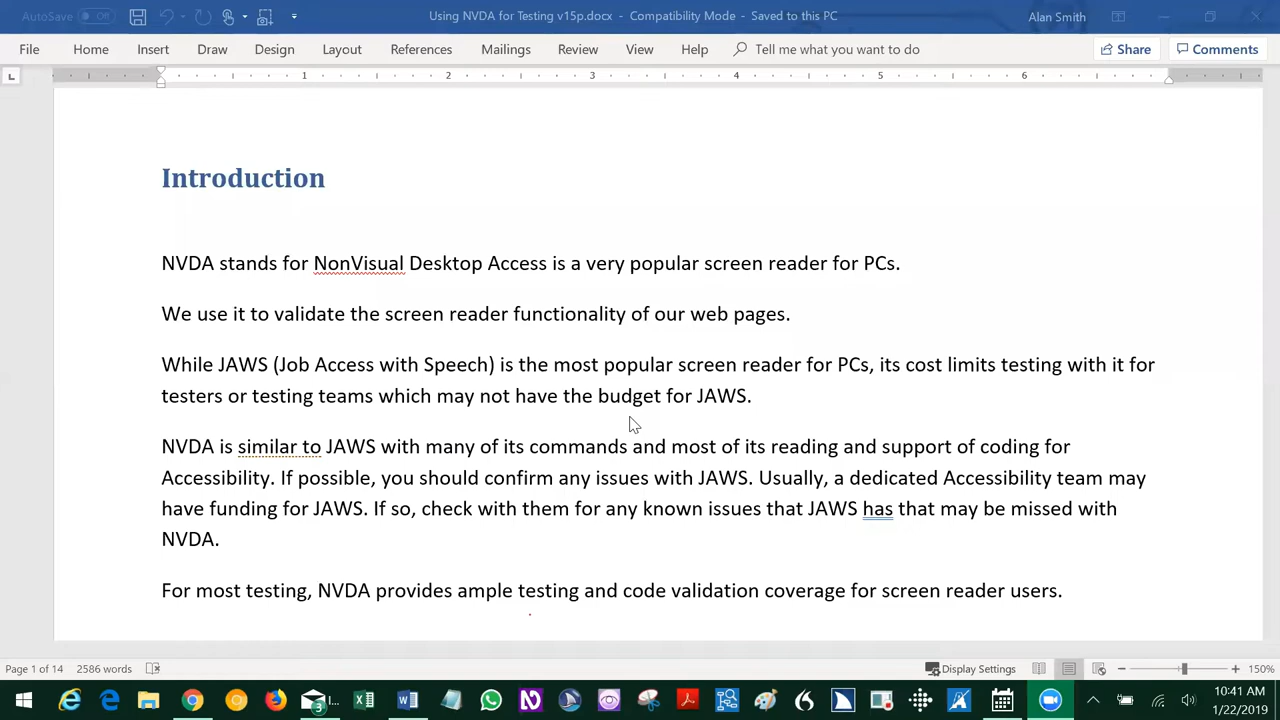 AutoSave Off
Using NVDA for Testing v15p.docx - Compatibility Mode - Saved to this PC
Alan Smith
File Home Insert Draw Design Layout References Mailings Review View Help Tell me what you want to do Share Comments
1 2 3 4 5 6
Introduction
NVDA stands for NonVisual Desktop Access is a very popular screen reader for PCs.
We use it to validate the screen reader functionality of our web pages.
While JAWS (Job Access with Speech) is the most popular screen reader for PCs, its cost limits testing with it for
testers or testing teams which may not have the budget for JAWS.
NVDA is similar to JAWS with many of its commands and most of its reading and support of coding for
Accessibility. If possible, you should confirm any issues with JAWS. Usually, a dedicated Accessibility team may
have funding for JAWS. If so, check with them for any known issues that JAWS has that may be missed with
NVDA.
For most testing, NVDA provides ample testing and code validation coverage for screen reader users.
Page 1 of 14 2586 words Display Settings 150%
3 I...
10:41 AM
1/22/2019